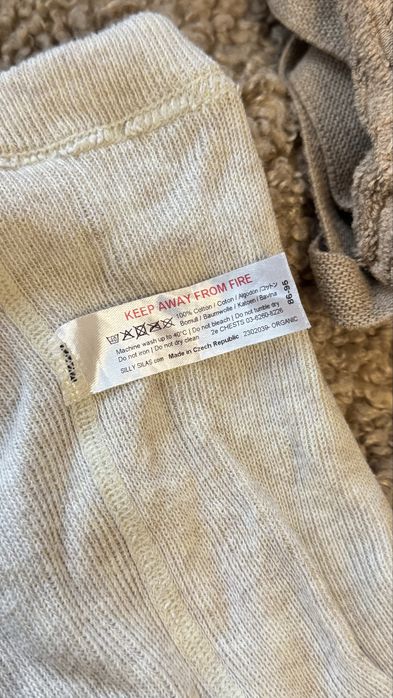 KEEP AWAY FROM FIRE
100% Cotton / Coton / Algodón /コットン
Bomull / Baumwolle / Katoen / Bavlna
Machine wash up to 40°C | Do not bleach | Do not tumble dry
Do not iron | Do not dry clean 2e CHESTS 03-6260-8226
SILLY SILAS.com Made in Czech Republic 2302039- ORGANIC
86-95